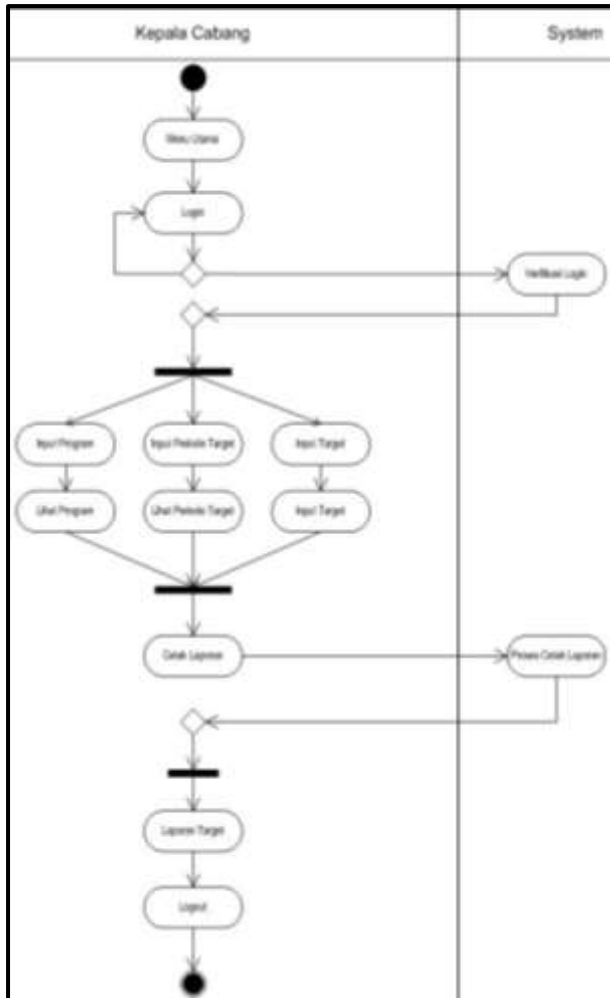 Kepala Cabang
System
Menu Utama
Login
Verifikasi Login
Input Program
Input Periode Target
Input Target
Lihat Program
Lihat Periode Target
Input Target
Cetak Laporan
Proses Cetak Laporan
Laporan Target
Logout